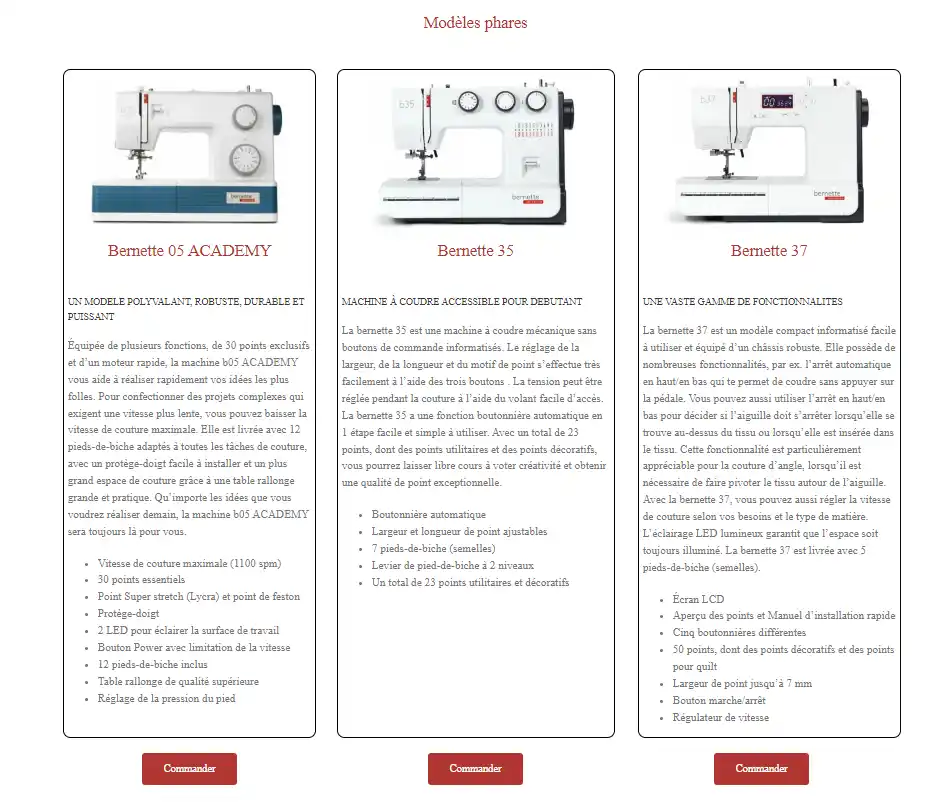 Modèles phares
b35
b37
bernette
bernette
bernette
Bernette 05 ACADEMY
UN MODELE POLYVALANT, ROBUSTE, DURABLE ET
PUISSANT
Équipée de plusieurs fonctions, de 30 points exclusifs
et d’un moteur rapide, la machine b05 ACADEMY
vous aide à réaliser rapidement vos idées les plus
folles. Pour confectionner des projets complexes qui
exigent une vitesse plus lente, vous pouvez baisser la
vitesse de couture maximale. Elle est livrée avec 12
pieds-de-biche adaptés à toutes les tâches de couture,
avec un protège-doigt facile à installer et un plus
grand espace de couture grâce à une table rallonge
grande et pratique. Qu’importe les idées que vous
voudrez réaliser demain, la machine b05 ACADEMY
sera toujours là pour vous.
• Vitesse de couture maximale (1100 spm)
• 30 points essentiels
• Point Super stretch (Lycra) et point de feston
• Protège-doigt
• 2 LED pour éclairer la surface de travail
• Bouton Power avec limitation de la vitesse
• 12 pieds-de-biche inclus
• Table rallonge de qualité supérieure
• Réglage de la pression du pied
Commander
Bernette 35
MACHINE À COUDRE ACCESSIBLE POUR DEBUTANT
La bernette 35 est une machine à coudre mécanique sans
boutons de commande informatisés. Le réglage de la
largeur, de la longueur et du motif de point s’effectue très
facilement à l’aide des trois boutons . La tension peut être
réglée pendant la couture à l’aide du volant facile d’accès.
La bernette 35 a une fonction boutonnière automatique en
1 étape facile et simple à utiliser. Avec un total de 23
points, dont des points utilitaires et des points décoratifs,
vous pourrez laisser libre cours à voter créativité et obtenir
une qualité de point exceptionnelle.
• Boutonnière automatique
• Largeur et longueur de point ajustables
• 7 pieds-de-biche (semelles)
• Levier de pied-de-biche à 2 niveaux
• Un total de 23 points utilitaires et décoratifs
Commander
Bernette 37
UNE VASTE GAMME DE FONCTIONNALITES
La bernette 37 est un modèle compact informatisé facile
à utiliser et équipé d’un châssis robuste. Elle possède de
nombreuses fonctionnalités, par ex. l’arrêt automatique
en haut/en bas qui te permet de coudre sans appuyer sur
la pédale. Vous pouvez aussi utiliser l’arrêt en haut/en
bas pour décider si l’aiguille doit s’arrêter lorsqu’elle se
trouve au-dessus du tissu ou lorsqu’elle est insérée dans
le tissu. Cette fonctionnalité est particulièrement
appréciable pour la couture d’angle, lorsqu’il est
nécessaire de faire pivoter le tissu autour de l’aiguille.
Avec la bernette 37, vous pouvez aussi régler la vitesse
de couture selon vos besoins et le type de matière.
L’éclairage LED lumineux garantit que l’espace soit
toujours illuminé. La bernette 37 est livrée avec 5
pieds-de-biche (semelles).
• Écran LCD
• Aperçu des points et Manuel d’installation rapide
• Cinq boutonnières différentes
• 50 points, dont des points décoratifs et des points
pour quilt
• Largeur de point jusqu’à 7 mm
• Bouton marche/arrêt
• Régulateur de vitesse
Commander